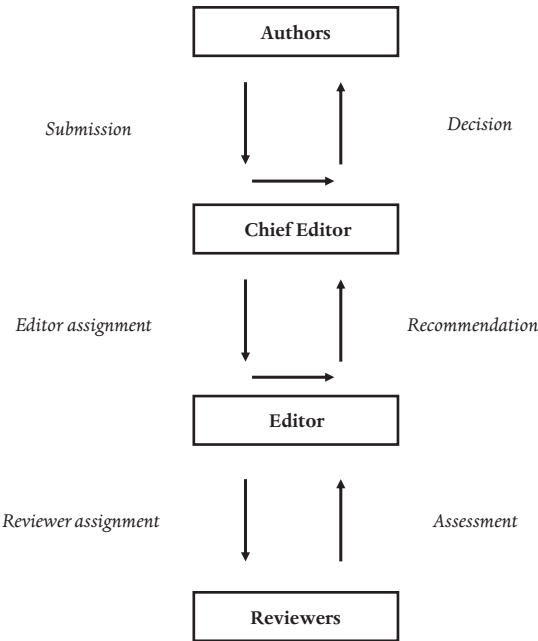 Authors
Submission
Decision
Chief Editor
Editor assignment
Recommendation
Editor
Reviewer assignment
Assessment
Reviewers